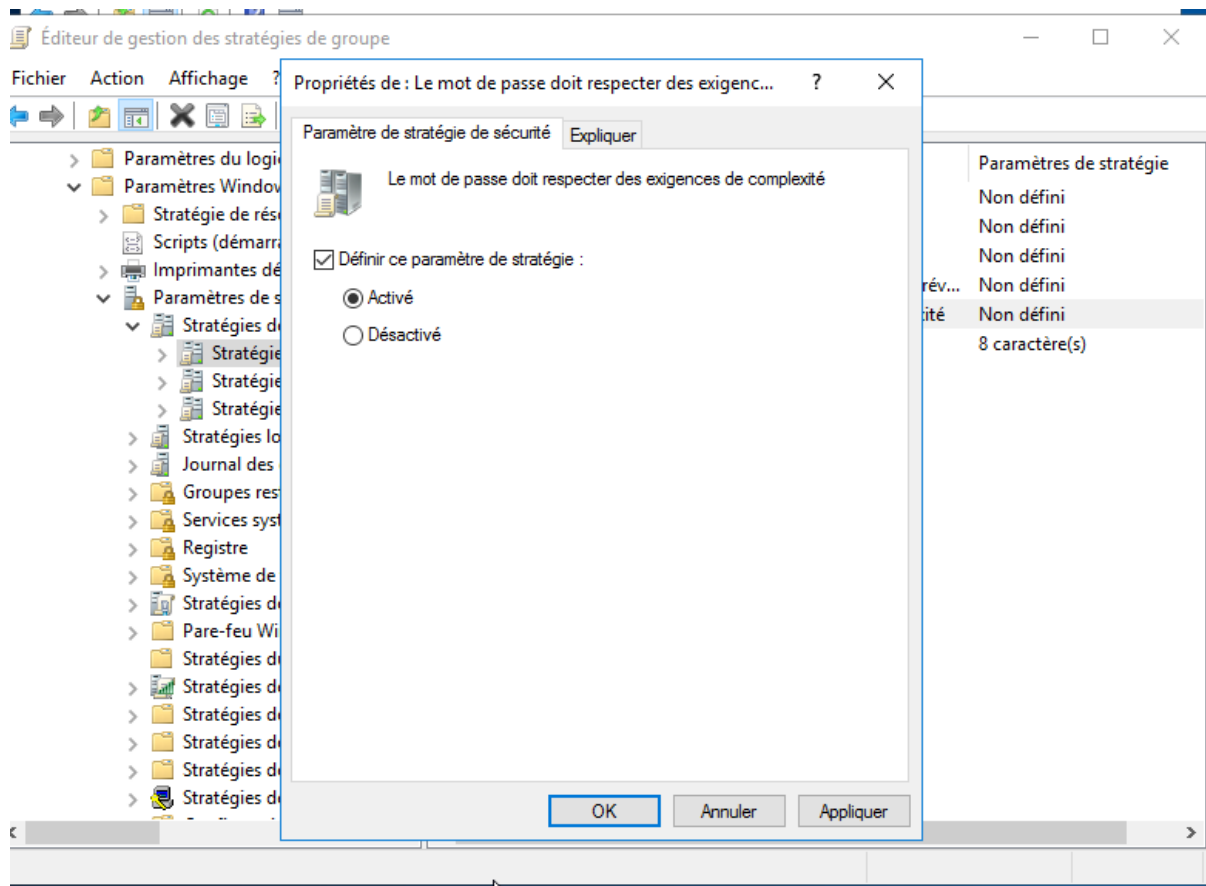 Éditeur de gestion des stratégies de groupe
Fichier Action Affichage ?
Propriétés de : Le mot de passe doit respecter des exigenc... ?
Paramètre de stratégie de sécurité Expliquer
Le mot de passe doit respecter des exigences de complexité
Définir ce paramètre de stratégie :
Activé
Désactivé
OK Annuler Appliquer
Paramètres du logi
Paramètres Window
Stratégie de rés
Scripts (démarra
Imprimantes dé
Paramètres de s
Stratégies de
Stratégie
Stratégie
Stratégie
Stratégies lo
Journal des
Groupes rest
Services syst
Registre
Système de
Stratégies de
Pare-feu Wi
Stratégies du
Stratégies de
Stratégies de
Stratégies de
Stratégies de
Stratégies de
Paramètres de stratégie
Non défini
Non défini
Non défini
rév... Non défini
ité Non défini
8 caractère(s)